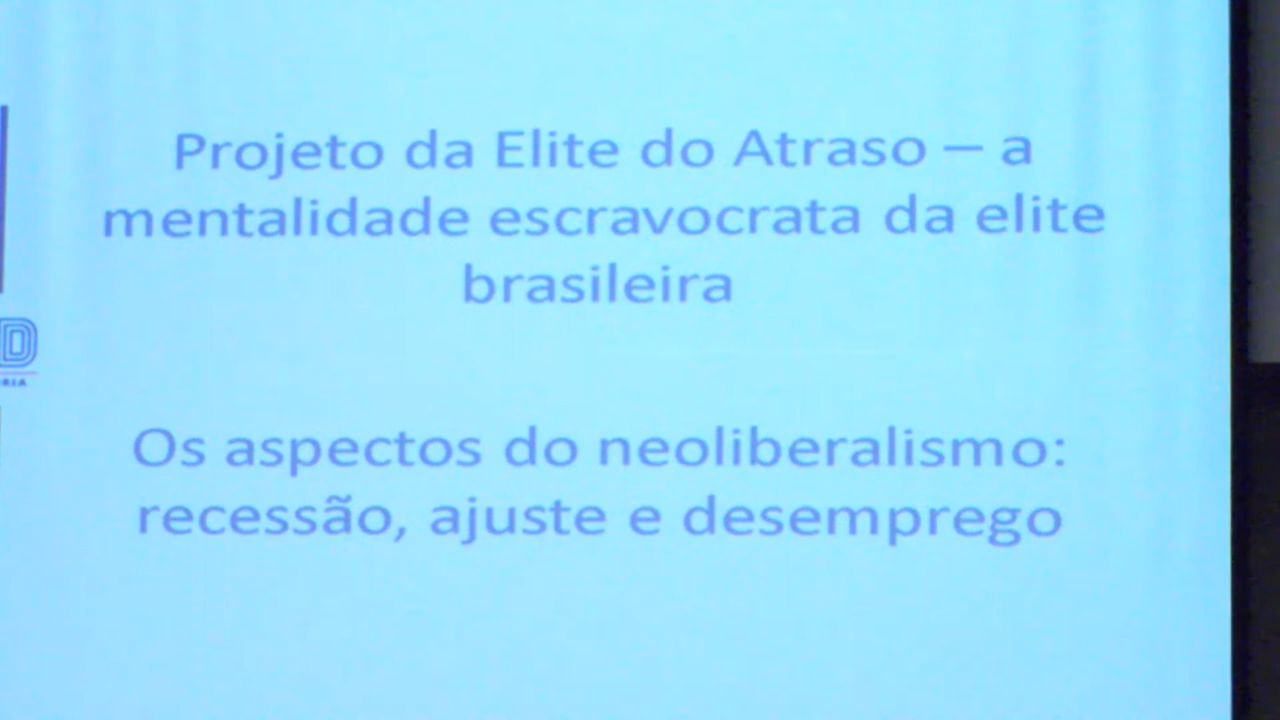 Projeto da Elite do Atraso – a
mentalidade escravocrata da elite
brasileira
Os aspectos do neoliberalismo:
recessão, ajuste e desemprego